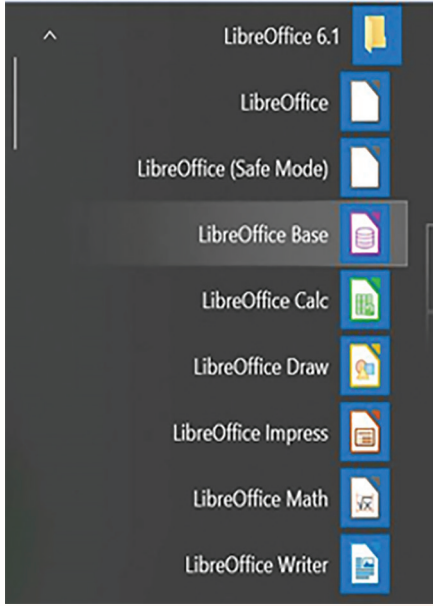 LibreOffice 6.1
LibreOffice
LibreOffice (Safe Mode)
LibreOffice Base
LibreOffice Calc
LibreOffice Draw
LibreOffice Impress
LibreOffice Math
LibreOffice Writer